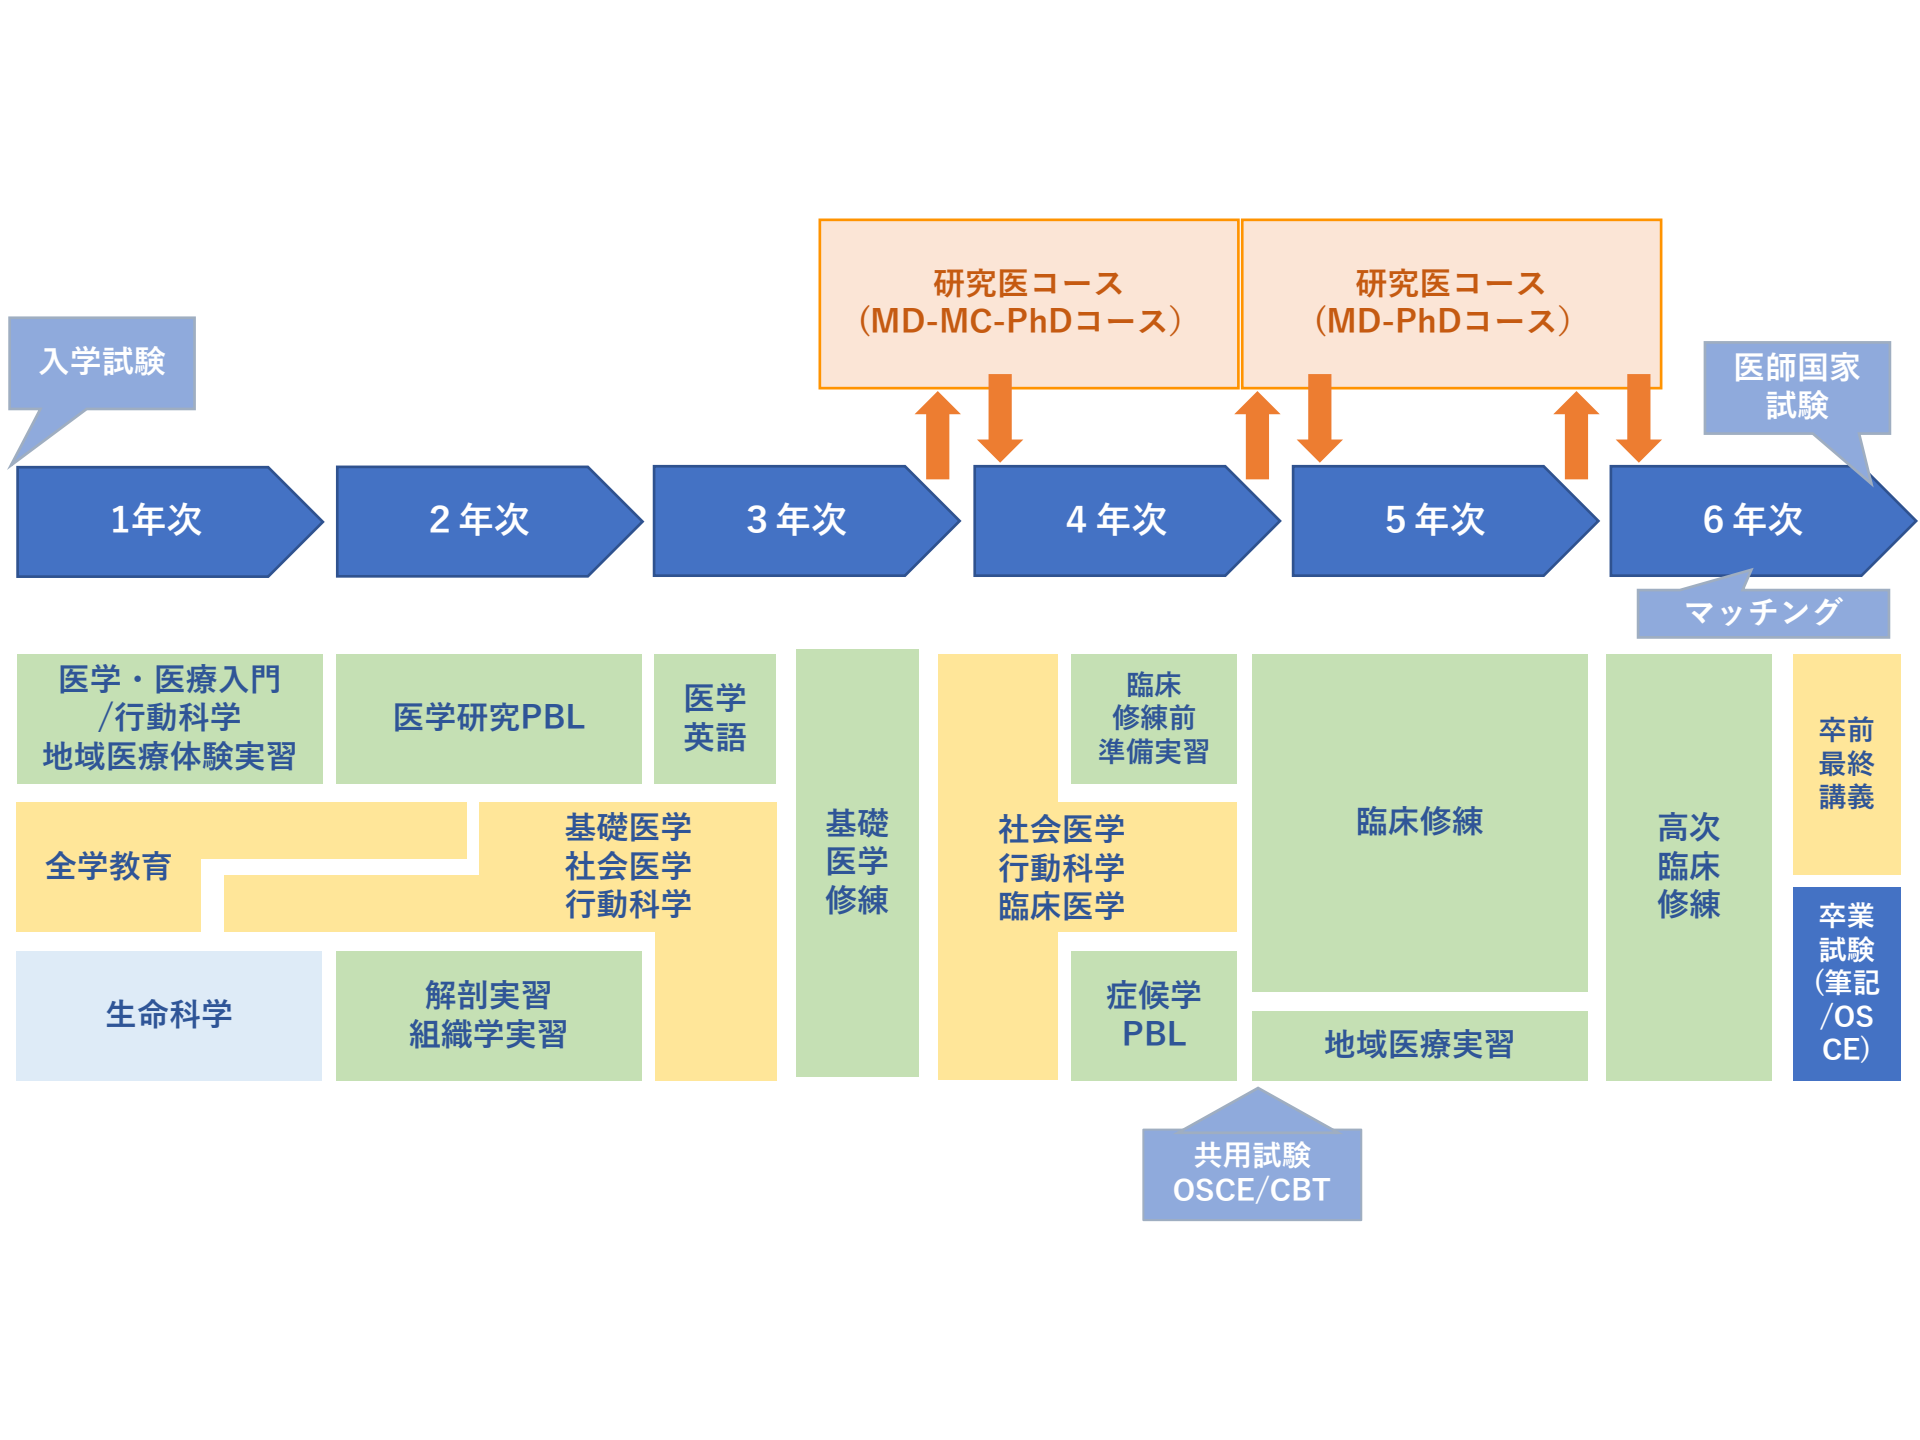 研究医コース
(MD-MC-PhDコース)
研究医コース
(MD-PhDコース)
入学試験
医師国家
試験
1年次
2年次
3年次
4年次
5年次
6年次
マッチング
医学・医療入門
/行動科学
地域医療体験実習
医学研究PBL
医学
英語
基礎
医学
修練
臨床
修練前
準備実習
臨床修練
高次
臨床
修練
卒前
最終
講義
全学教育
基礎医学
社会医学
行動科学
社会医学
行動科学
臨床医学
生命科学
解剖実習
組織学実習
症候学
PBL
地域医療実習
卒業
試験
(筆記
/OS
CE)
共用試験
OSCE/CBT